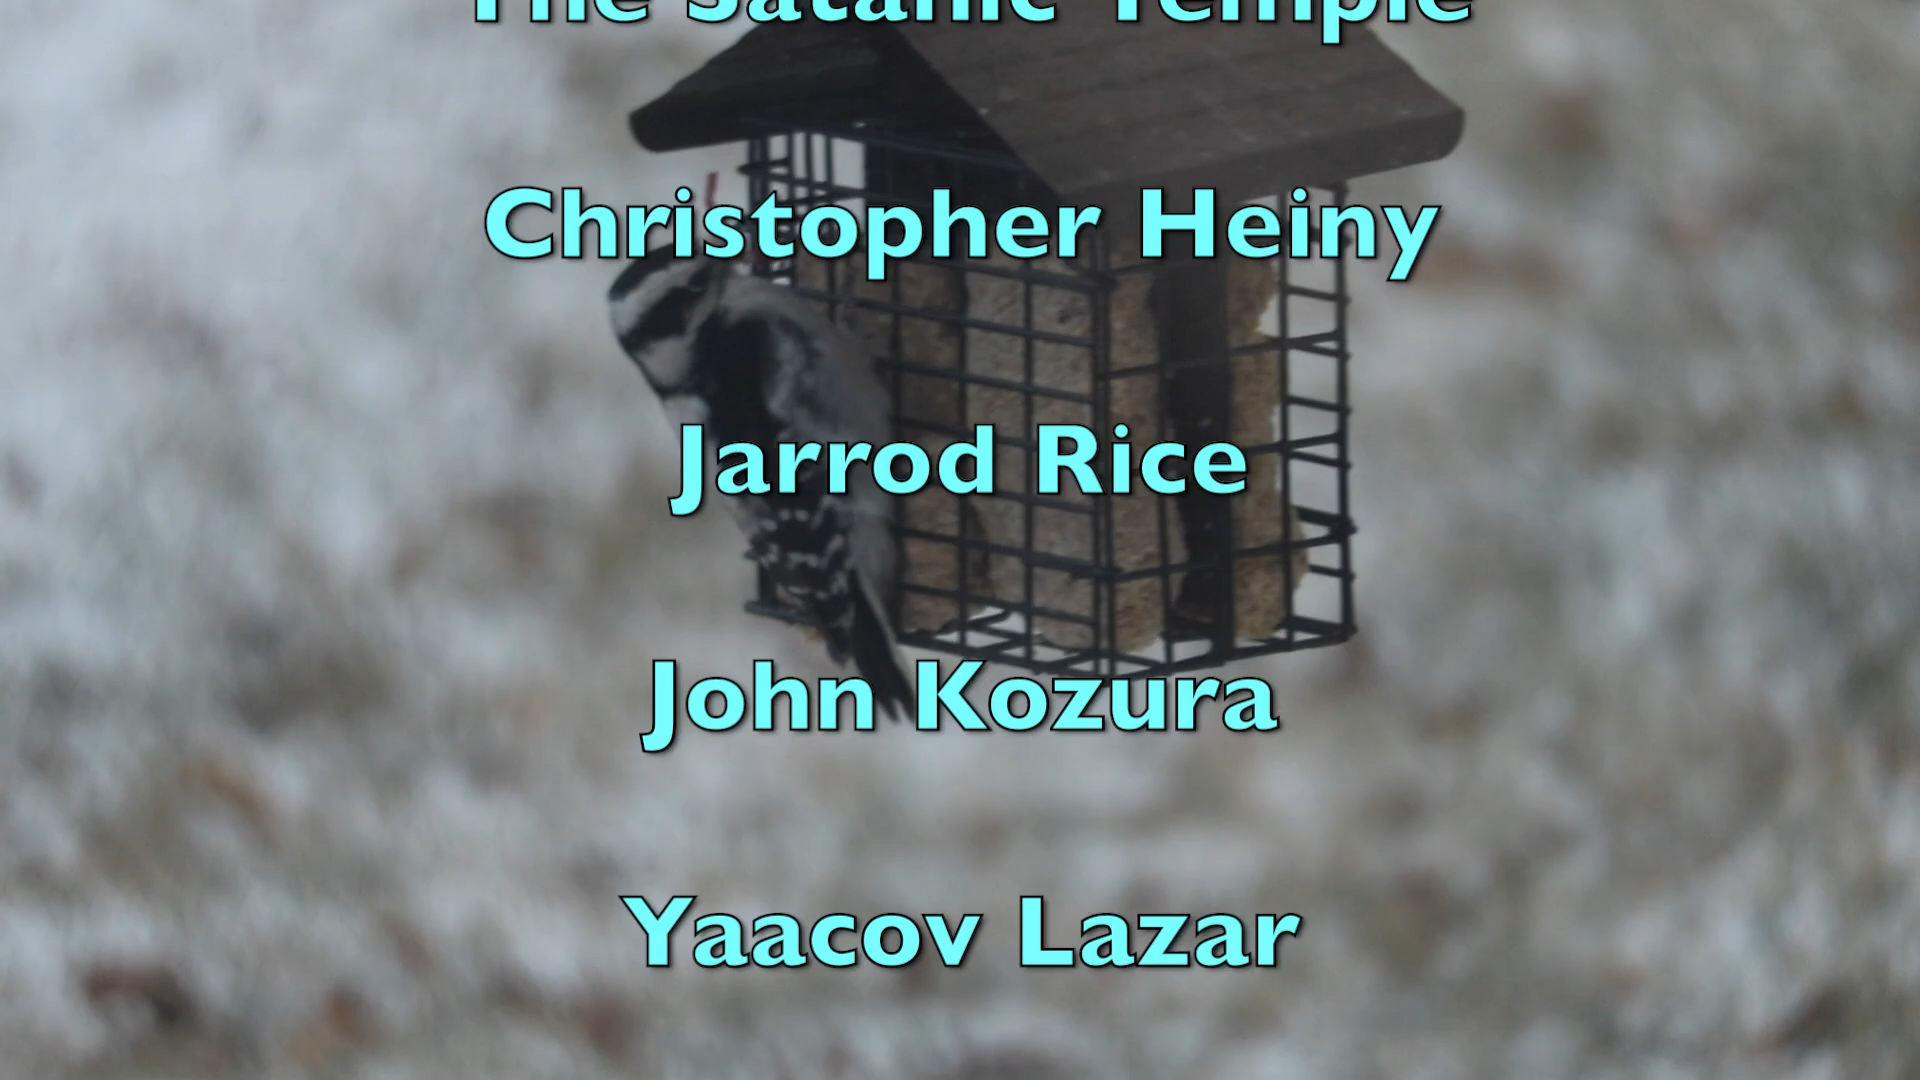 The Satanic Temple
Christopher Heiny
Jarrod Rice
John Kozura
Yaacov Lazar